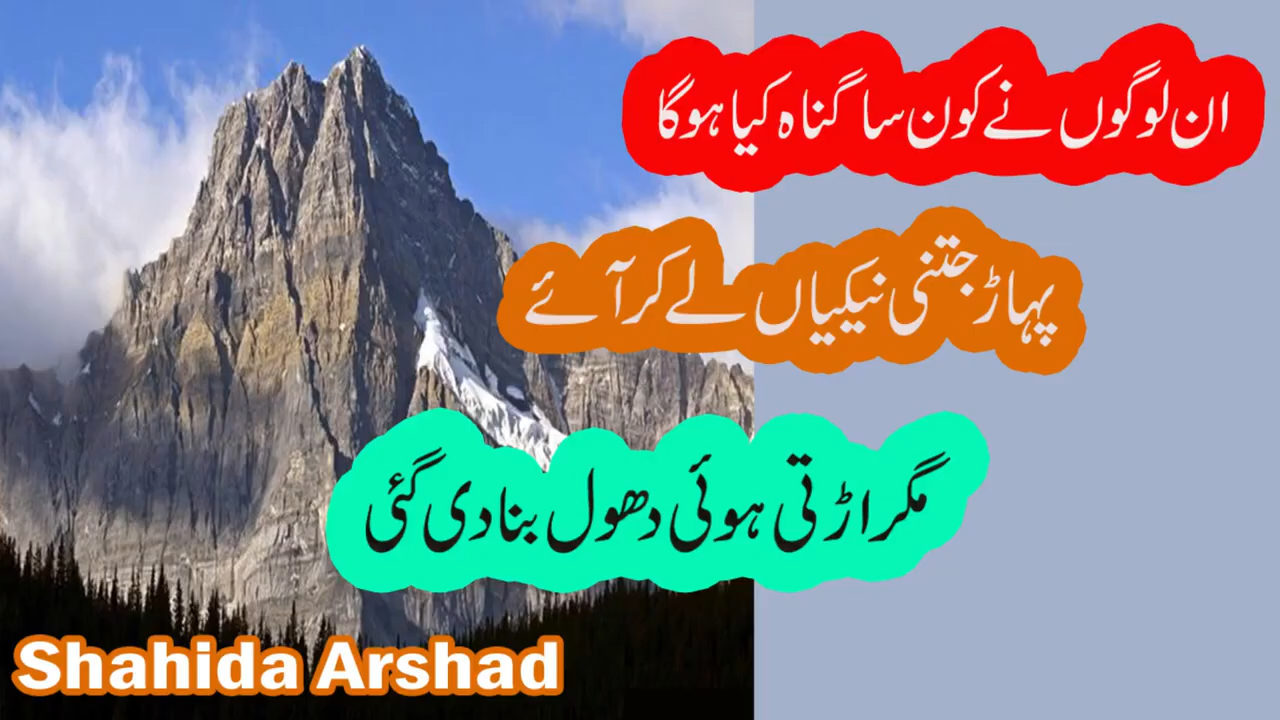 ان لوگوں نے کون سا گناہ کیا ہوگا
پہاڑ جتنی نیکیاں لے کر آئے
مگر اڑتی ہوئی دھول بنا دی گئی
Shahida Arshad